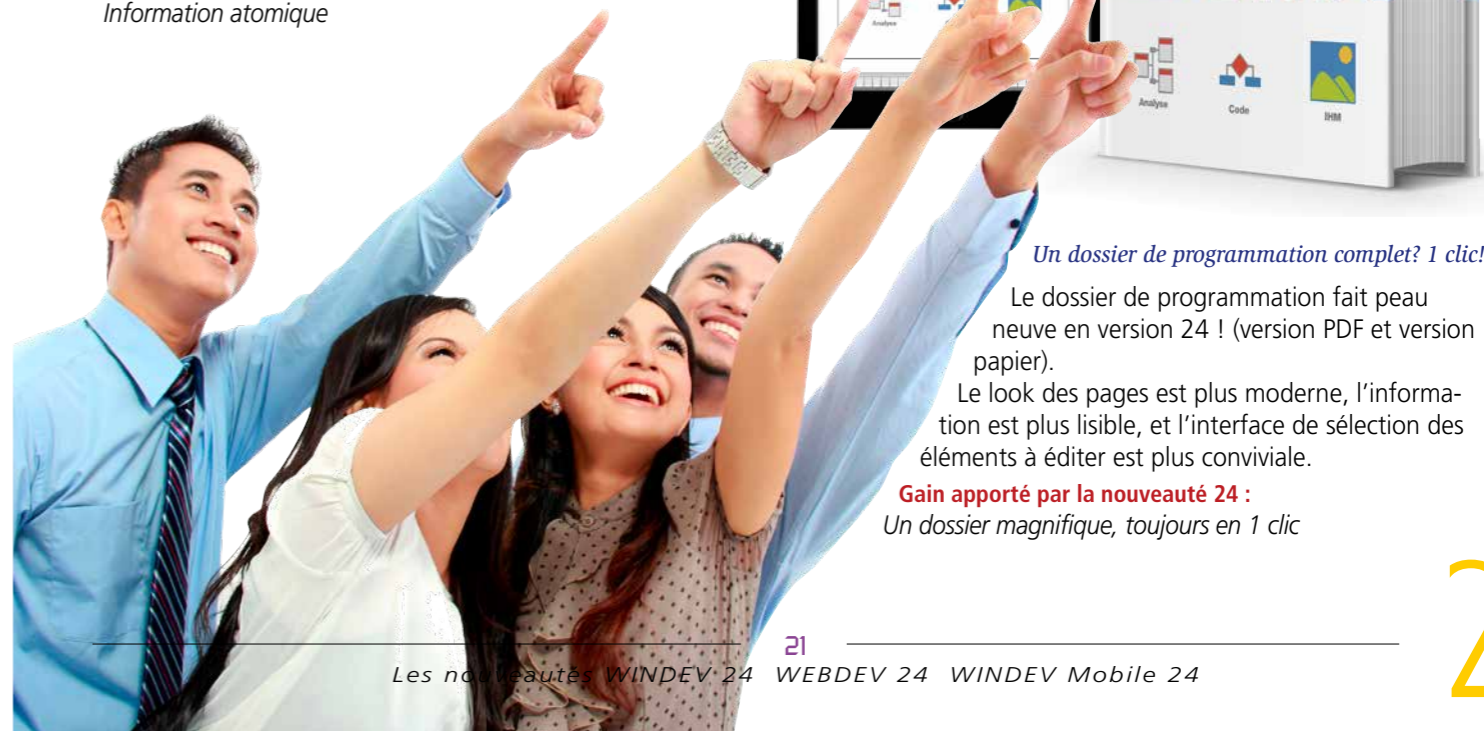 Information atomique
Analyse
Analyse
Code
IHM
Un dossier de programmation complet? 1 clic!
Le dossier de programmation fait peau
neuve en version 24 ! (version PDF et version
papier).
Le look des pages est plus moderne, l’informa-
tion est plus lisible, et l’interface de sélection des
éléments à éditer est plus conviviale.
Gain apporté par la nouveauté 24 :
Un dossier magnifique, toujours en 1 clic
21
Les nouveautés WINDEV 24 WEBDEV 24 WINDEV Mobile 24